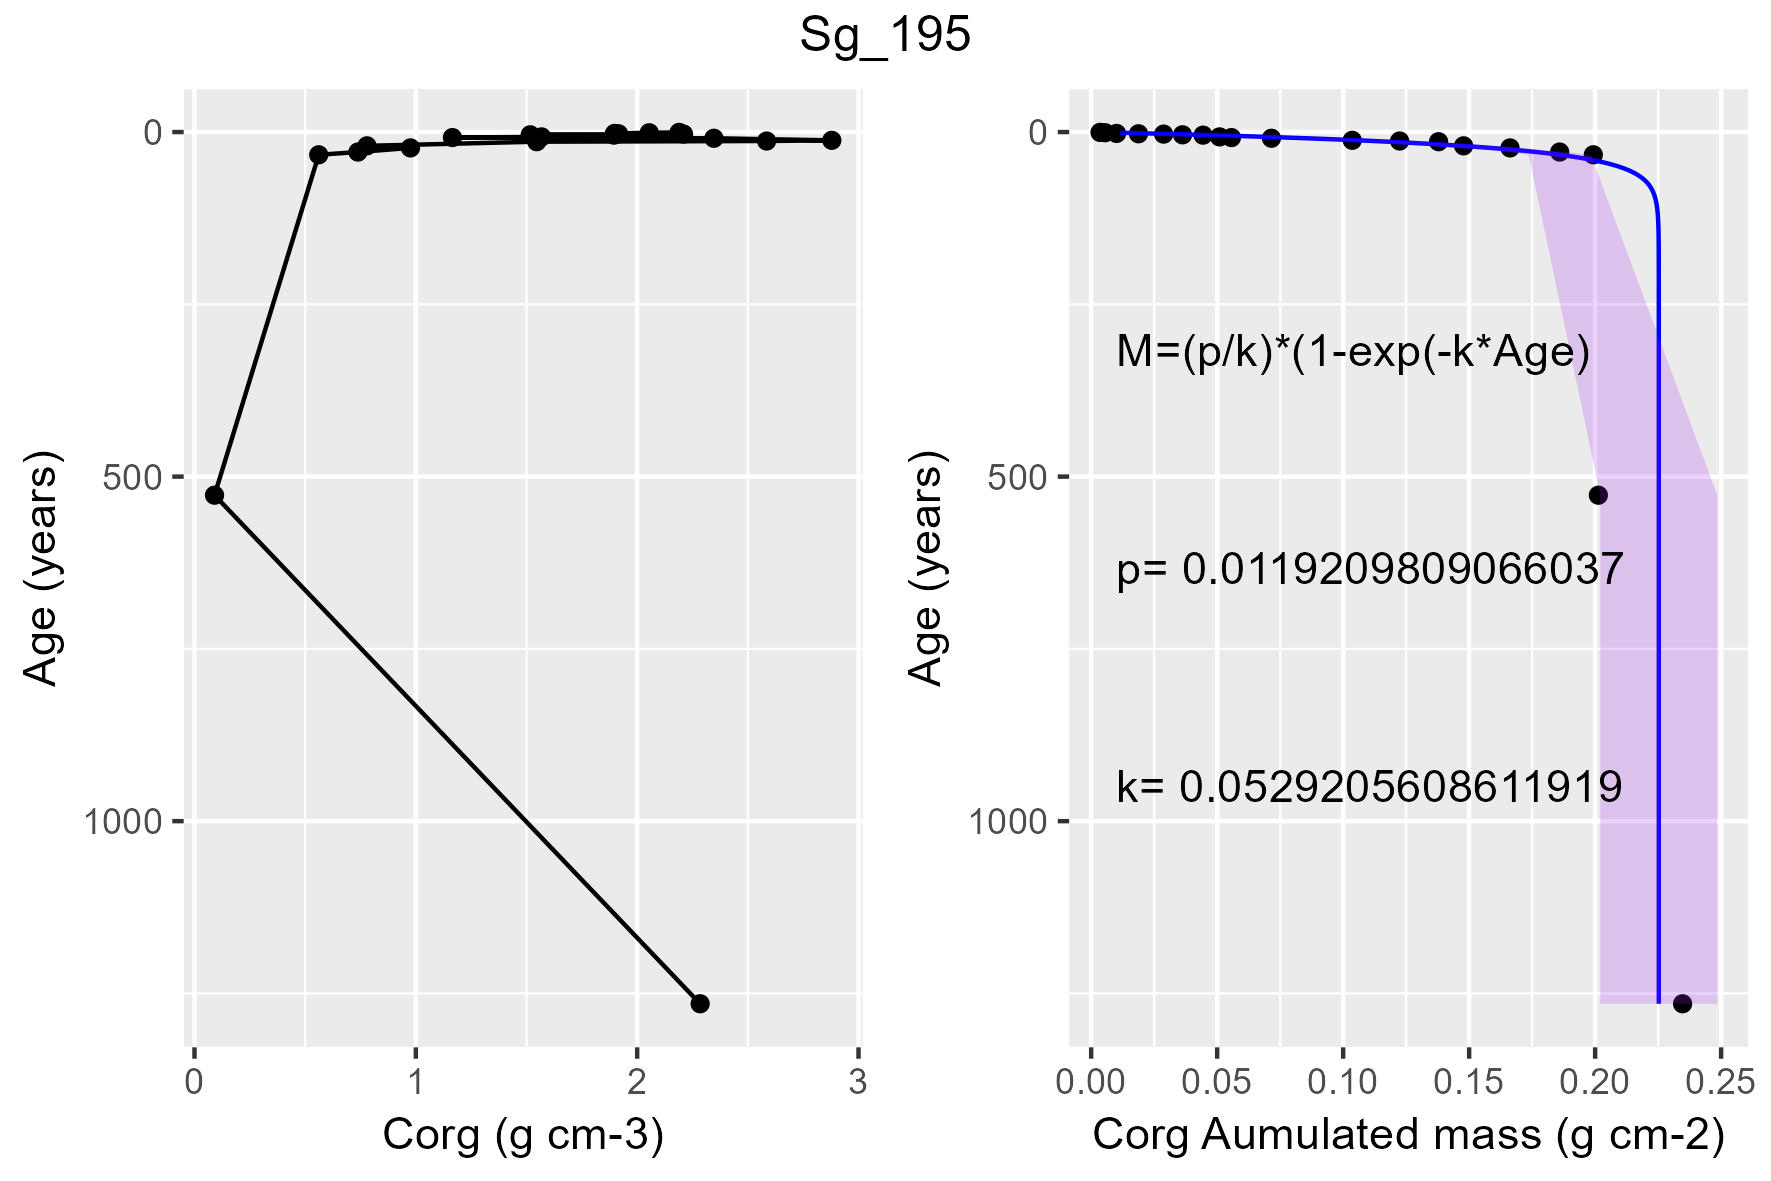 Sg_195
Age (years)
0
500
1000
0 1 2 3
Corg (g cm-3)
Age (years)
0
500
1000
M=(p/k)*(1-exp(-k*Age)
p= 0.0119209809066037
k= 0.0529205608611919
0.00 0.05 0.10 0.15 0.20 0.25
Corg Aumulated mass (g cm-2)